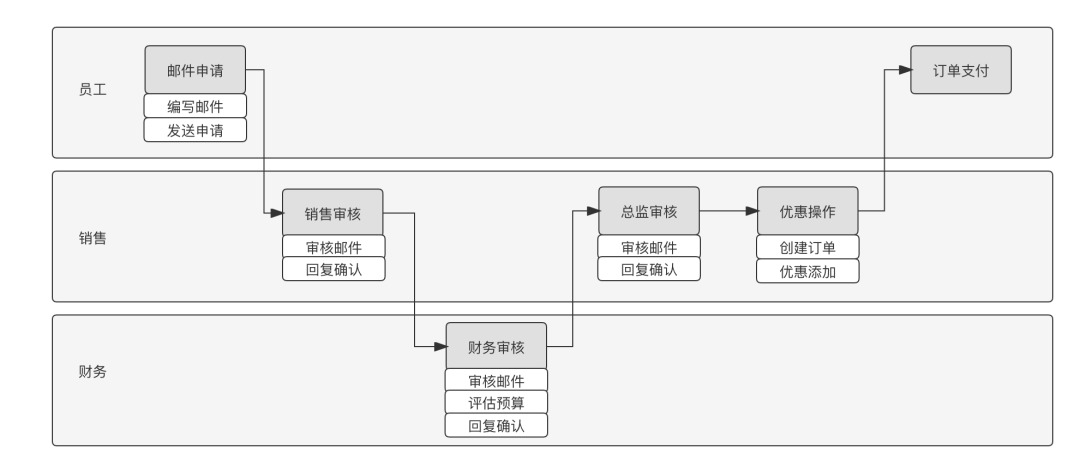 员工
邮件申请
编写邮件
发送申请
订单支付
销售
销售审核
审核邮件
回复确认
总监审核
审核邮件
回复确认
优惠操作
创建订单
优惠添加
财务
财务审核
审核邮件
评估预算
回复确认